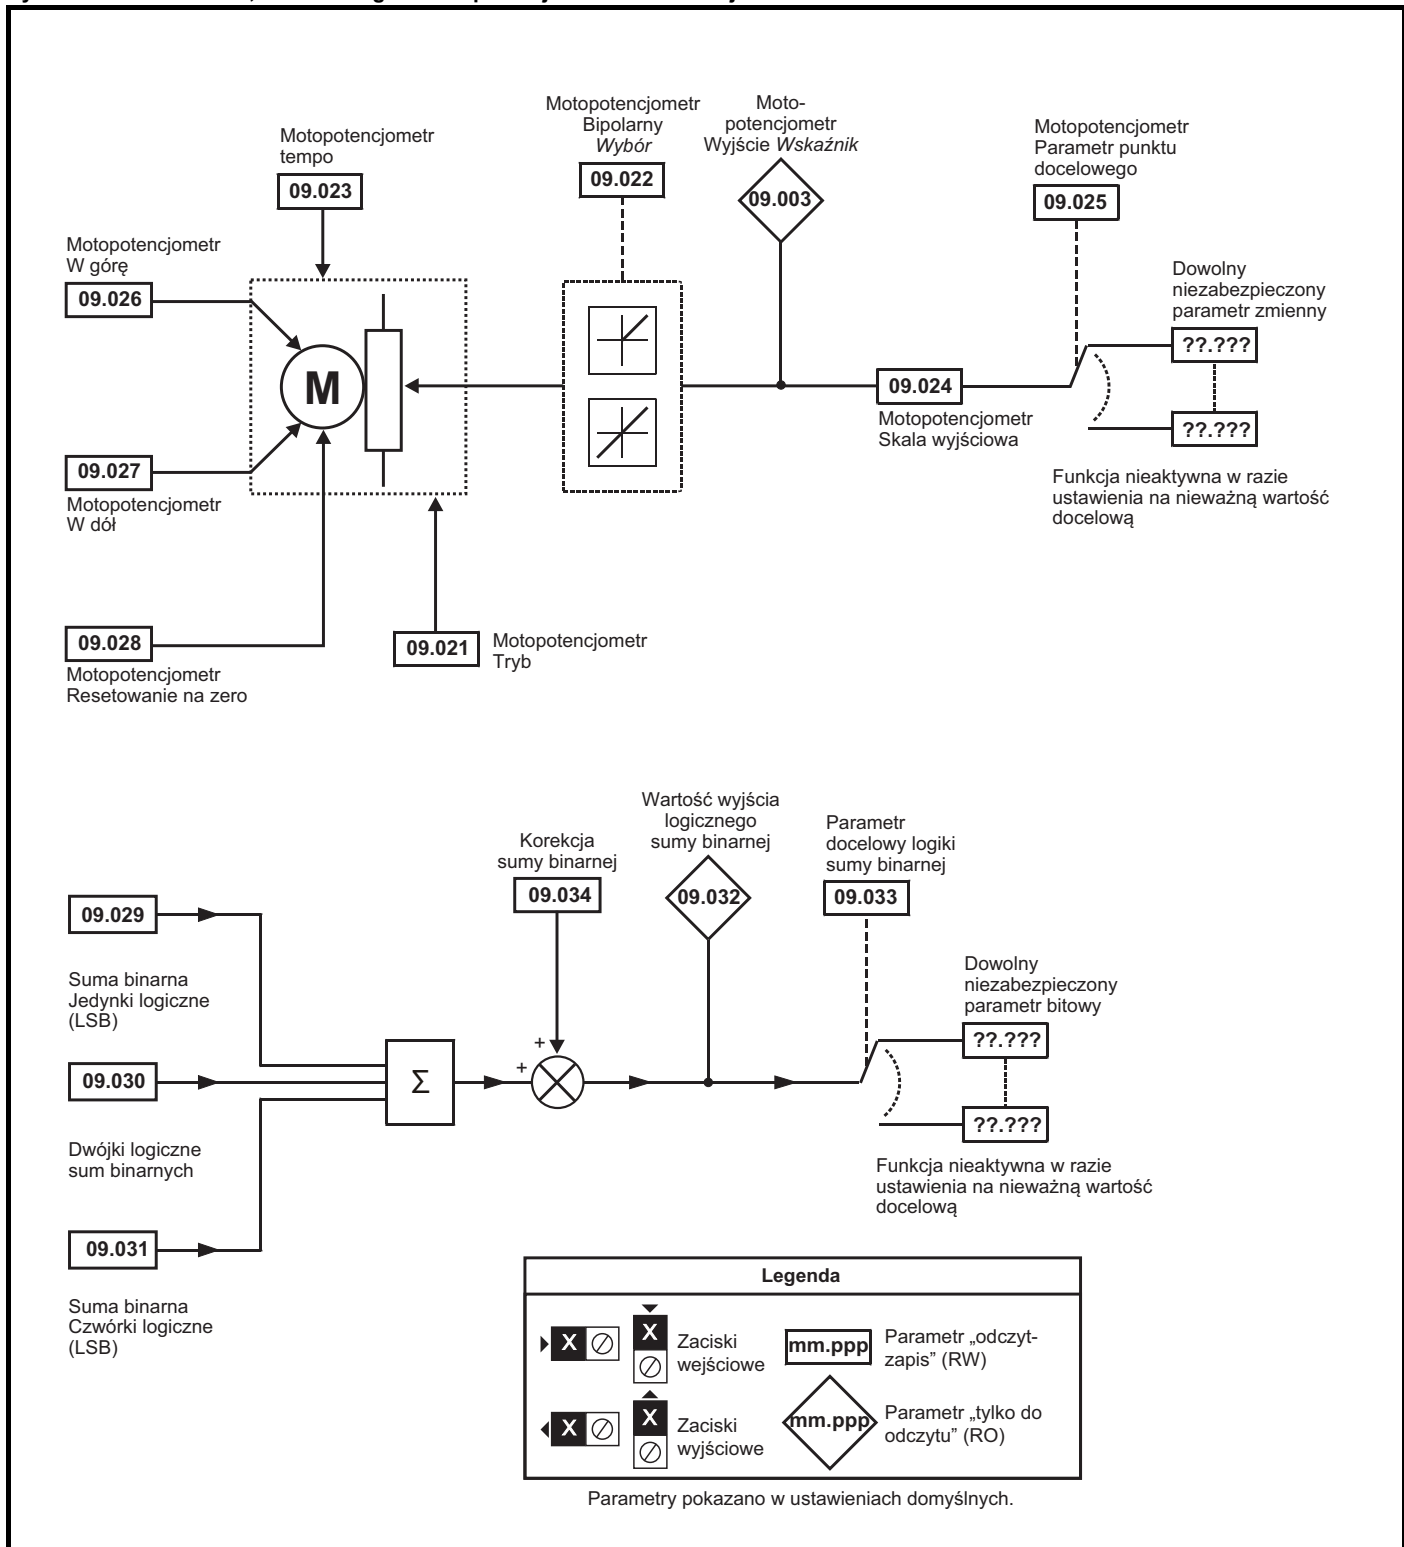 Motopotencjometr
tempo
09.023
Motopotencjometr
Bipolarny
Wybór
09.022
Moto-
potencjometr
Wyjście Wskaźnik
09.003
Motopotencjometr
Parametr punktu
docelowego
09.025
Motopotencjometr
W górę
09.026
Dowolny
niezabezpieczony
parametr zmienny
??.???
??.???
M
09.024
Motopotencjometr
Skala wyjściowa
09.027
Motopotencjometr
W dół
Funkcja nieaktywna w razie
ustawienia na nieważną wartość
docelową
09.028
Motopotencjometr
Resetowanie na zero
09.021
Motopotencjometr
Tryb
Korekcja
sumy binarnej
09.034
Wartość wyjścia
logicznego
sumy binarnej
09.032
Parametr
docelowy logiki
sumy binarnej
09.033
09.029
Suma binarna
Jedynki logiczne
(LSB)
Dowolny
niezabezpieczony
parametr bitowy
??.???
??.???
09.030
Σ
+
+
Dwójki logiczne
sum binarnych
Funkcja nieaktywna w razie
ustawienia na nieważną wartość
docelową
09.031
Suma binarna
Czwórki logiczne
(LSB)
Legenda
X
X
Zaciski
wejściowe
mm.ppp
Parametr „odczyt-
zapis” (RW)
X
X
Zaciski
wyjściowe
mm.ppp
Parametr „tylko do
odczytu” (RO)
Parametry pokazano w ustawieniach domyślnych.